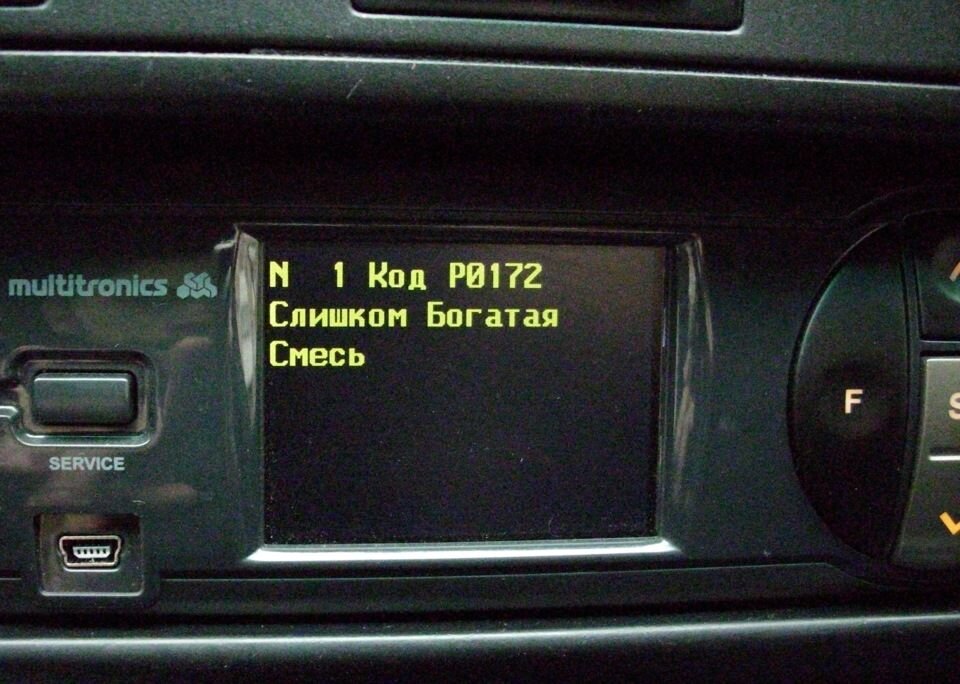 multitronics
N 1 Код P0172
Слишком Богатая
Смесь
SERVICE
F
S